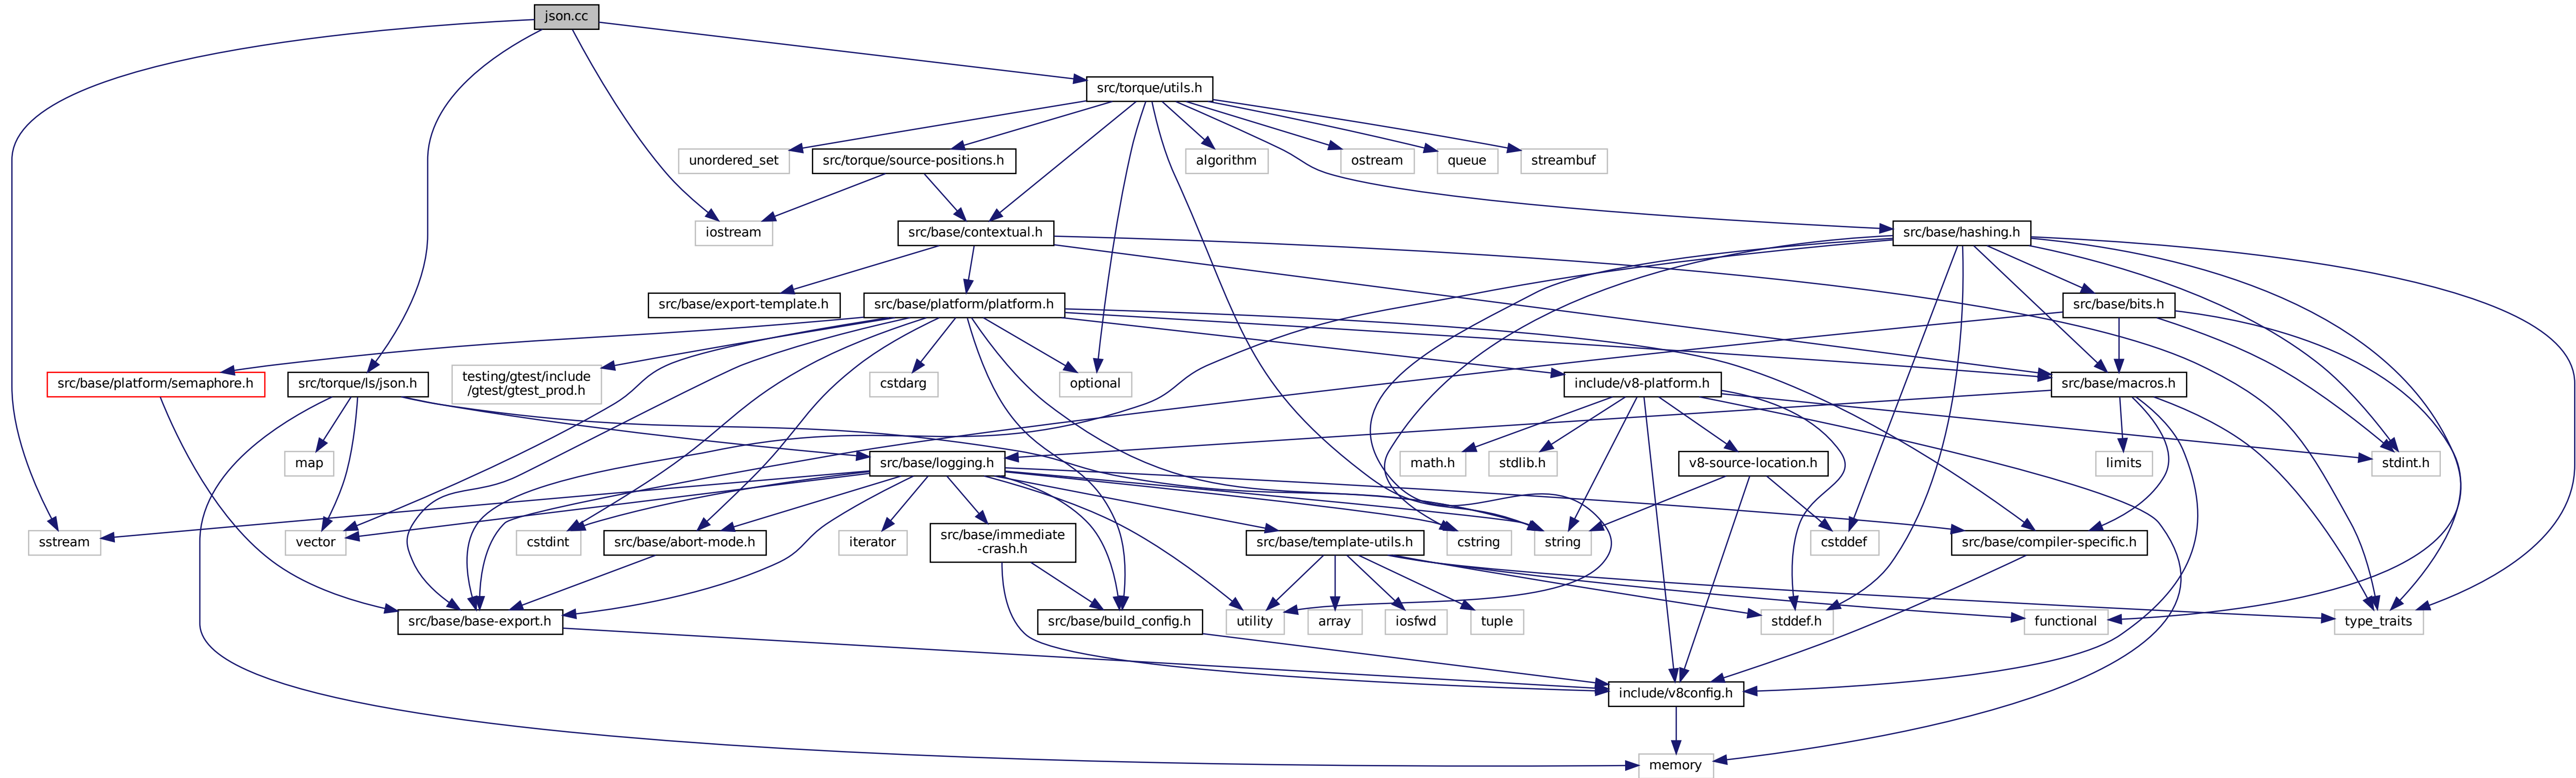 json.cc
src/torque/utils.h
unordered_set
src/torque/source-positions.h
algorithm
ostream
queue
streambuf
iostream
src/base/contextual.h
src/base/hashing.h
src/base/export-template.h
src/base/platform/platform.h
src/base/bits.h
src/base/platform/semaphore.h
src/torque/ls/json.h
testing/gtest/include
/gtest/gtest_prod.h
cstdarg
optional
include/v8-platform.h
src/base/macros.h
map
src/base/logging.h
math.h
stdlib.h
v8-source-location.h
limits
stdint.h
sstream
vector
cstdint
src/base/abort-mode.h
iterator
src/base/immediate
-crash.h
src/base/template-utils.h
cstring
string
cstddef
src/base/compiler-specific.h
src/base/base-export.h
src/base/build_config.h
utility
array
iosfwd
tuple
stddef.h
functional
type_traits
include/v8config.h
memory